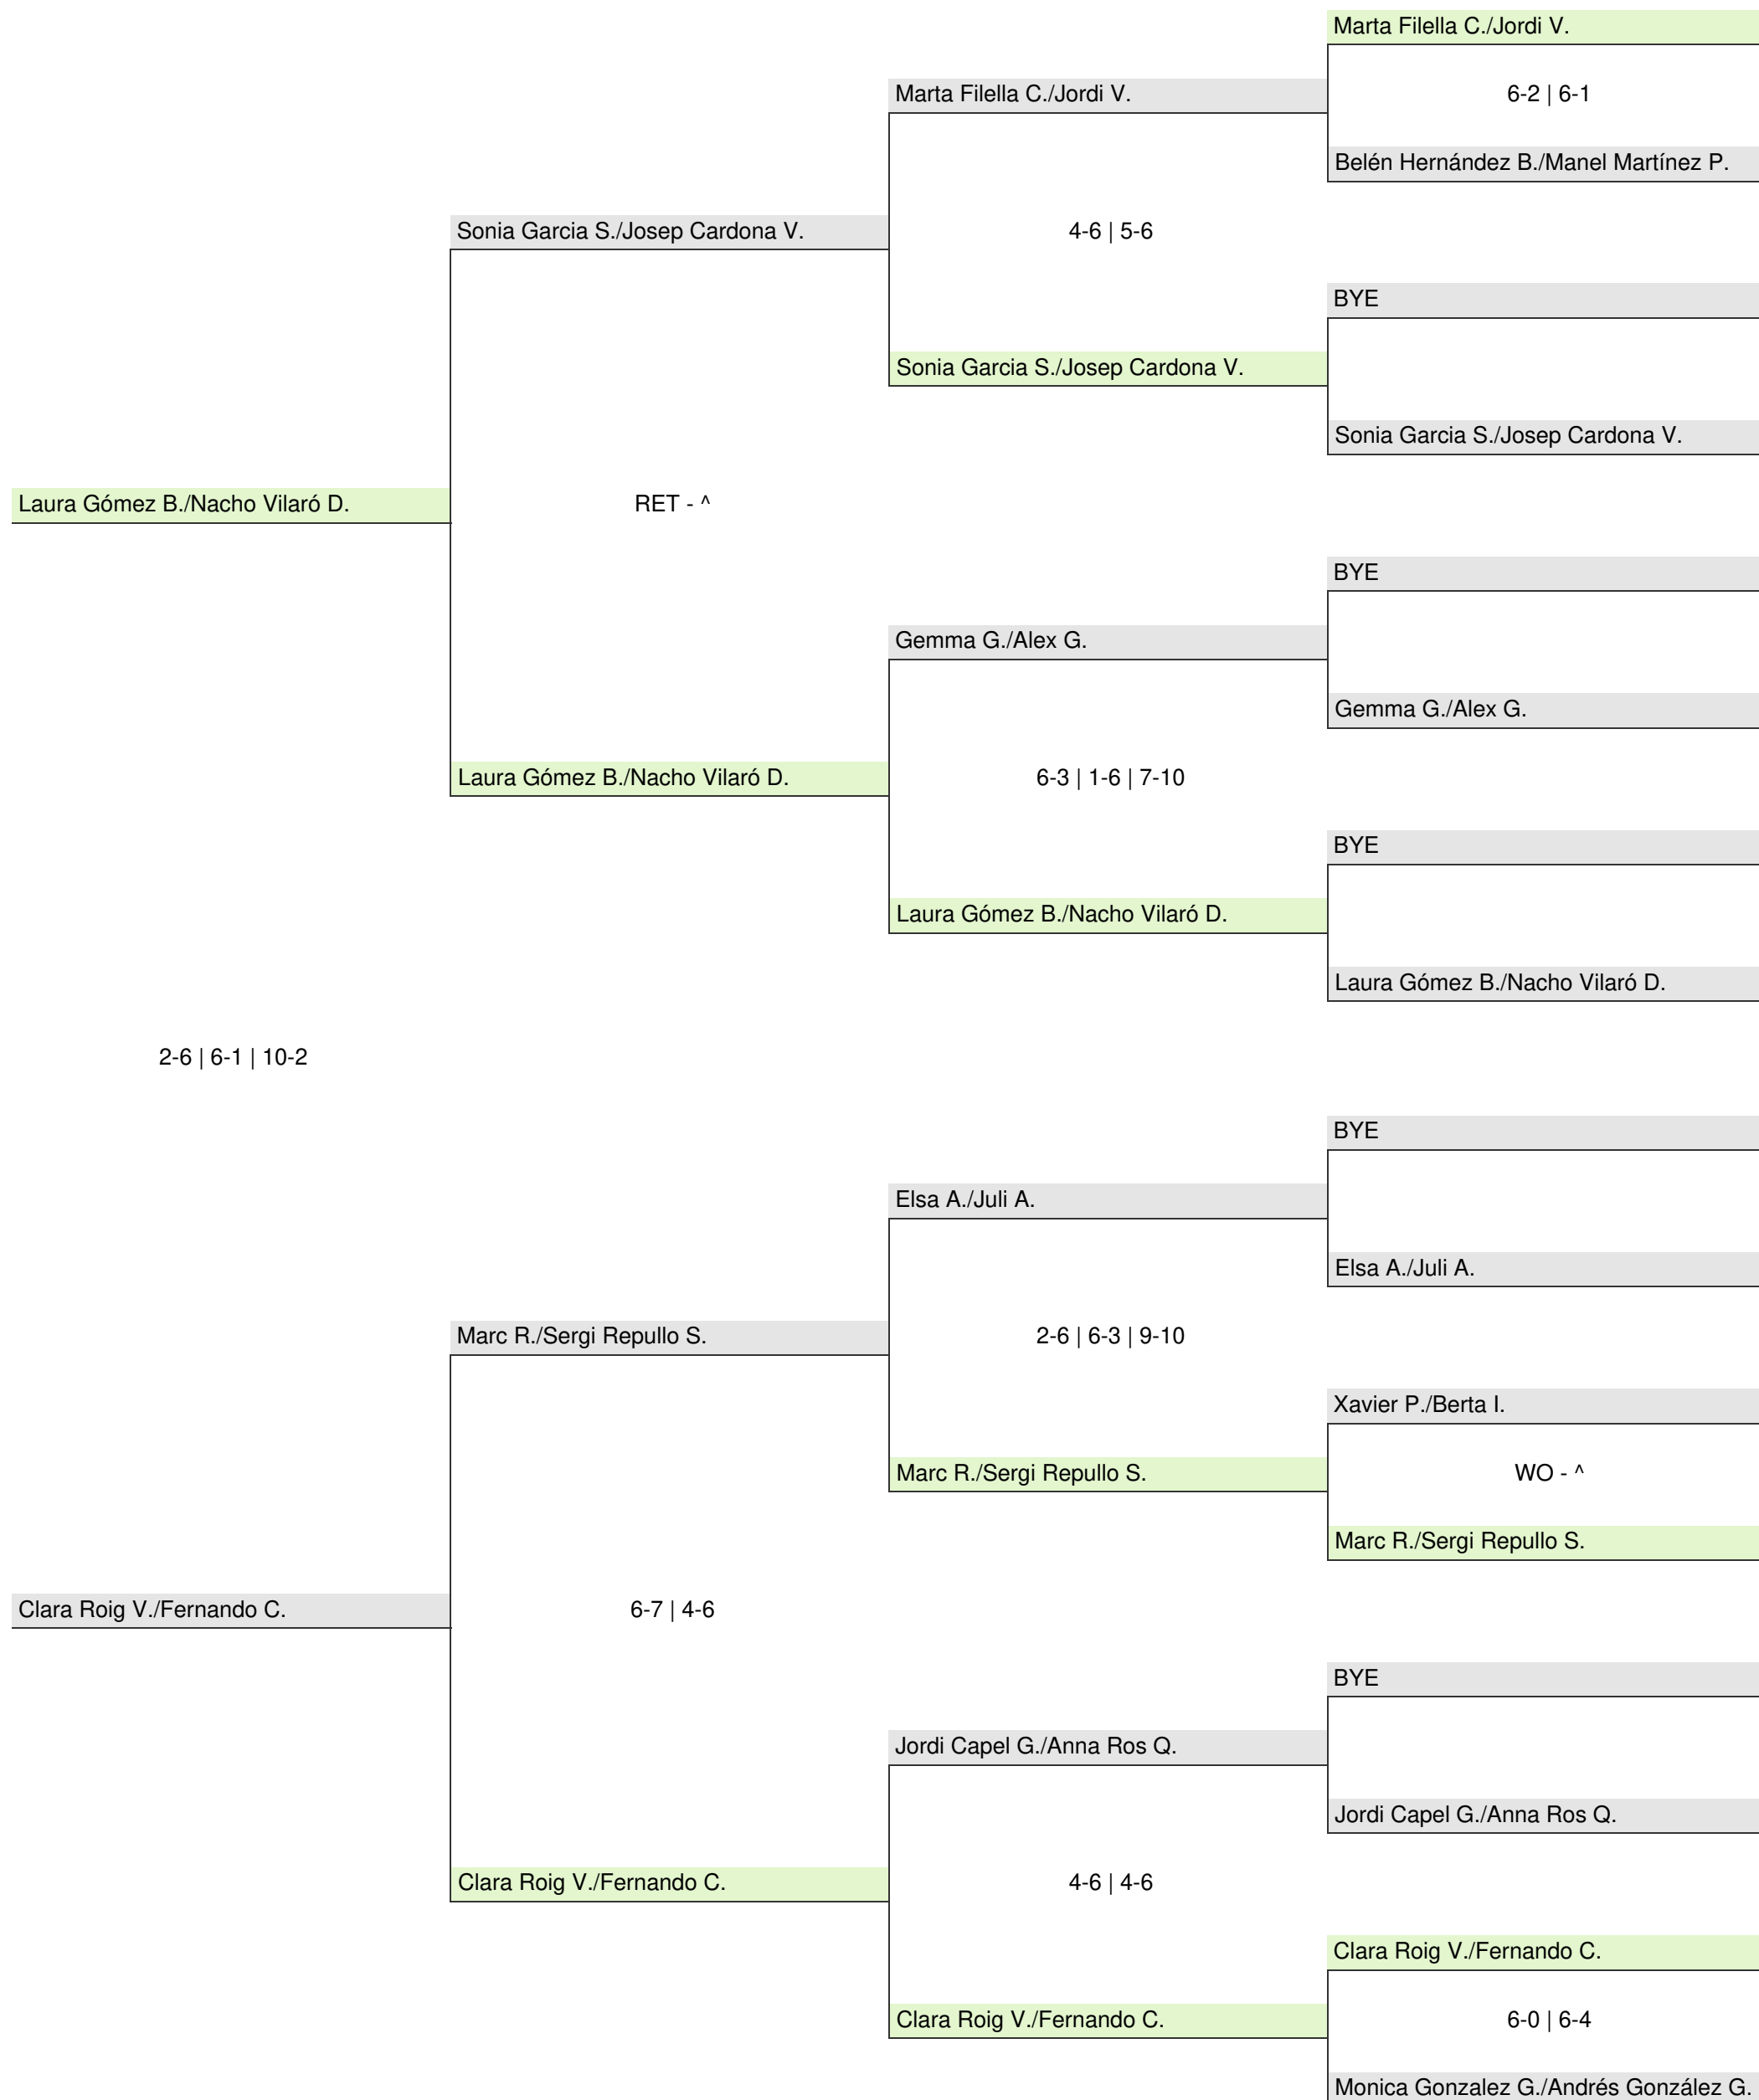 Marta Filella C./Jordi V.
Marta Filella C./Jordi V.
6-2 | 6-1
Belén Hernández B./Manel Martínez P.
Sonia Garcia S./Josep Cardona V.
4-6 | 5-6
BYE
Sonia Garcia S./Josep Cardona V.
Sonia Garcia S./Josep Cardona V.
Laura Gómez B./Nacho Vilaró D.
RET - ^
BYE
Gemma G./Alex G.
Gemma G./Alex G.
Laura Gómez B./Nacho Vilaró D.
6-3 | 1-6 | 7-10
BYE
Laura Gómez B./Nacho Vilaró D.
Laura Gómez B./Nacho Vilaró D.
2-6 | 6-1 | 10-2
BYE
Elsa A./Juli A.
Elsa A./Juli A.
Marc R./Sergi Repullo S.
2-6 | 6-3 | 9-10
Xavier P./Berta I.
Marc R./Sergi Repullo S.
WO - ^
Marc R./Sergi Repullo S.
Clara Roig V./Fernando C.
6-7 | 4-6
BYE
Jordi Capel G./Anna Ros Q.
Jordi Capel G./Anna Ros Q.
Clara Roig V./Fernando C.
4-6 | 4-6
Clara Roig V./Fernando C.
Clara Roig V./Fernando C.
6-0 | 6-4
Monica Gonzalez G./Andrés González G.